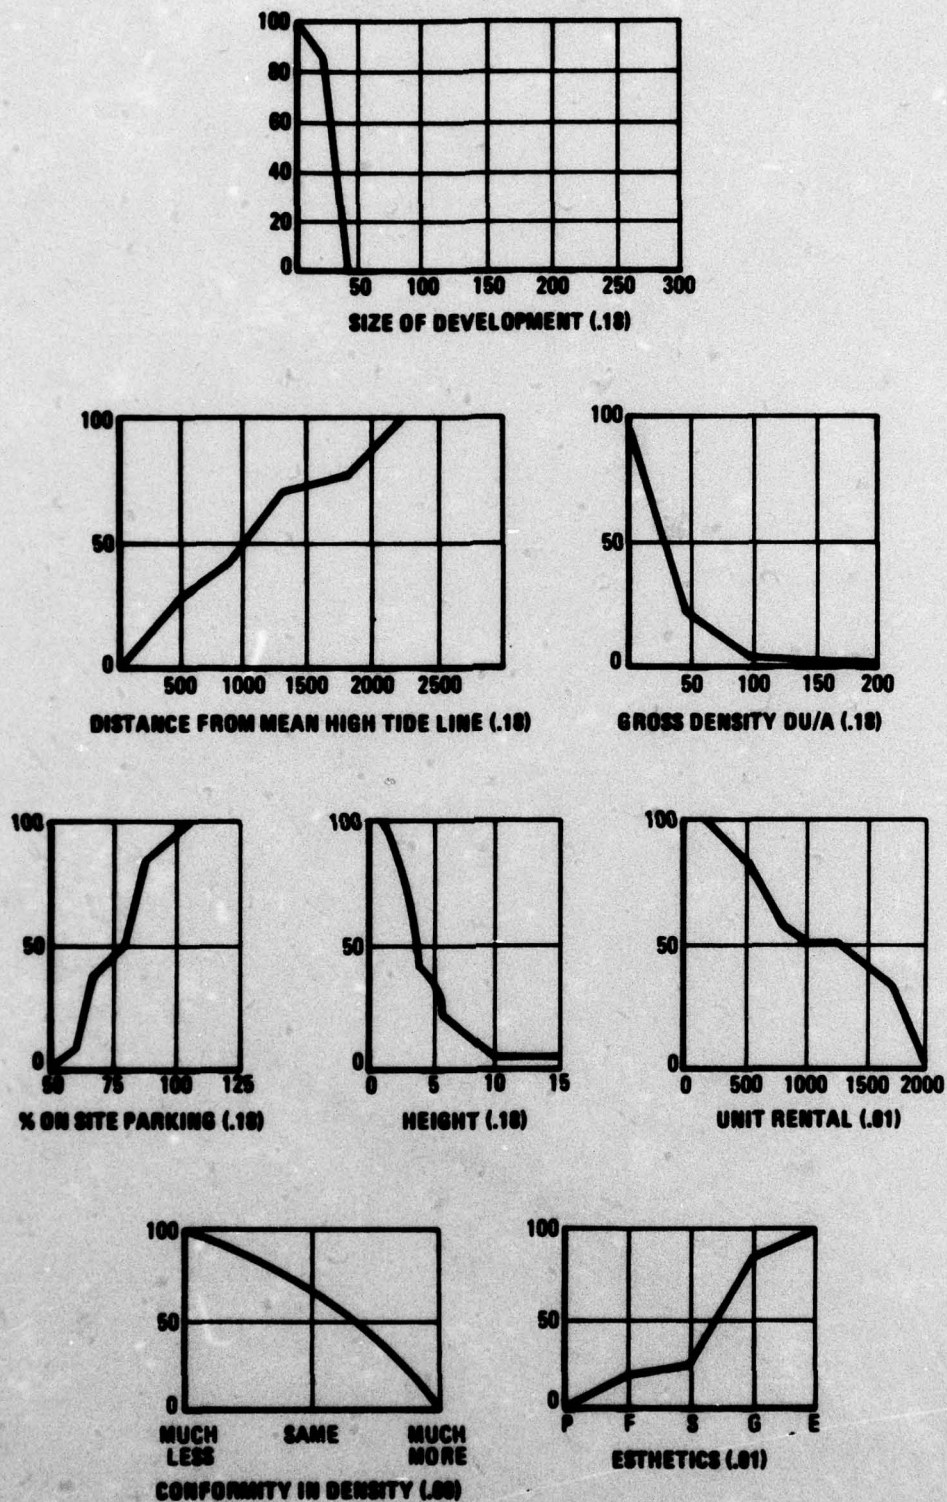 100
80
60
40
20
0
50 100 150 200 250 300
SIZE OF DEVELOPMENT (.18)
100
50
0
500 1000 1500 2000 2500
DISTANCE FROM MEAN HIGH TIDE LINE (.18)
100
50
0
50 100 150 200
GROSS DENSITY DU/A (.18)
100
50
0
50 75 100 125
% ON SITE PARKING (.18)
100
50
0
0 5 10 15
HEIGHT (.18)
100
50
0
0 500 1000 1500 2000
UNIT RENTAL (.01)
100
50
0
MUCH SAME MUCH
LESS MORE
CONFORMITY IN DENSITY
100
50
0
P F S G E
ESTHETICS (.01)